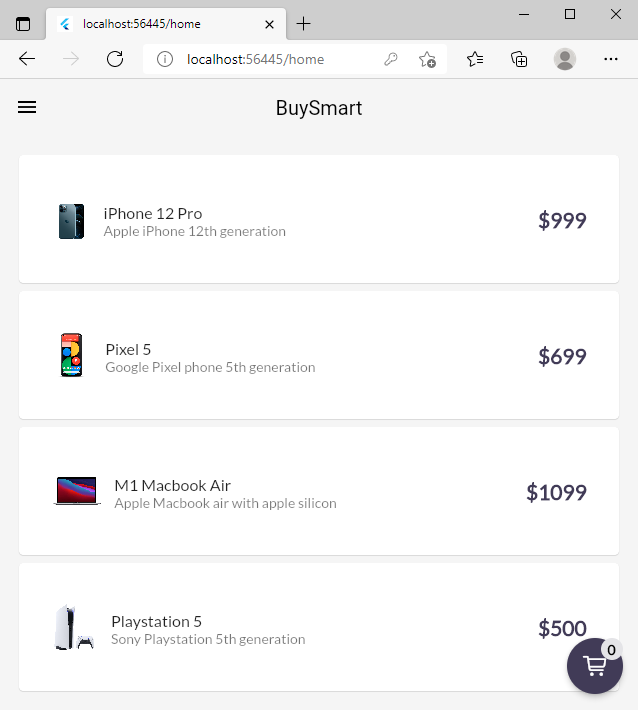 localhost:56445/home
localhost:56445/home
BuySmart
iPhone 12 Pro
Apple iPhone 12th generation
$999
Pixel 5
Google Pixel phone 5th generation
$699
M1 Macbook Air
Apple Macbook air with apple silicon
$1099
Playstation 5
Sony Playstation 5th generation
$500
0